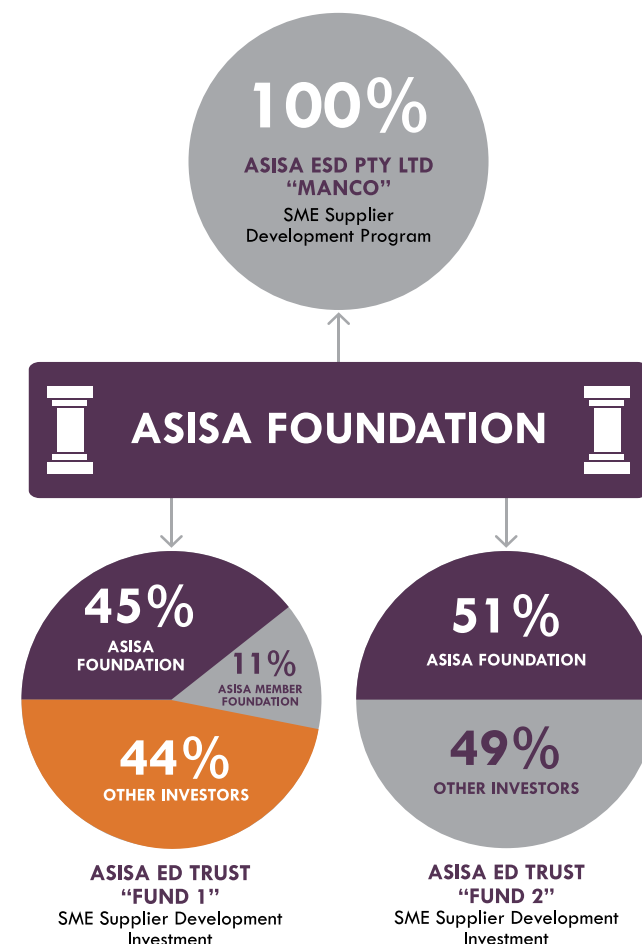 100%
ASISA ESD PTY LTD
“MANCO”
SME Supplier
Development Program
ASISA FOUNDATION
45%
ASISA
FOUNDATION
11%
ASISA MEMBER
FOUNDATION
44%
OTHER INVESTORS
ASISA ED TRUST
“FUND 1”
SME Supplier Development
Investment
51%
ASISA FOUNDATION
49%
OTHER INVESTORS
ASISA ED TRUST
“FUND 2”
SME Supplier Development
Investment